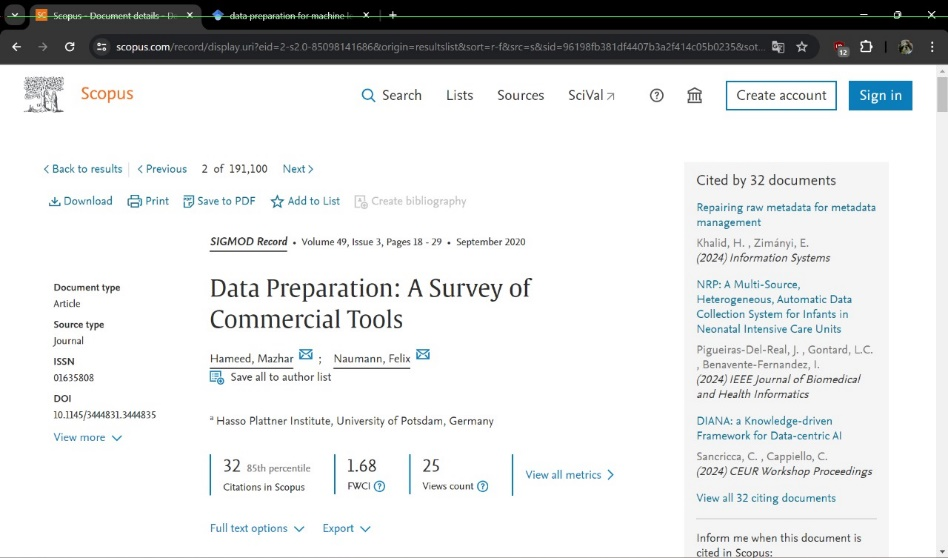 Scopus - Document details - De
data preparation for machine l
scopus.com/record/display.uri?eid=2-s2.0-85098141686&origin=resultslist&sort=r-f&src=s&sid=96198fb381df4407b3a2f414c05b0235&sot...
12
Scopus
Search Lists Sources SciVal
Create account Sign in
Back to results Previous 2 of 191,100 Next
Download Print Save to PDF Add to List Create bibliography
SIGMOD Record • Volume 49, Issue 3, Pages 18 - 29 • September 2020
Document type
Article
Source type
Journal
ISSN
01635808
DOI
10.1145/3444831.3444835
View more
Data Preparation: A Survey of
Commercial Tools
Hameed, Mazhar ; Naumann, Felix
Save all to author list
a Hasso Plattner Institute, University of Potsdam, Germany
32 85th percentile
Citations in Scopus
1.68
FWCI
25
Views count
View all metrics
Full text options Export
Cited by 32 documents
Repairing raw metadata for metadata
management
Khalid, H. , Zimányi, E.
(2024) Information Systems
NRP: A Multi-Source,
Heterogeneous, Automatic Data
Collection System for Infants in
Neonatal Intensive Care Units
Pigueiras-Del-Real, J. , Gontard, L.C.
, Benavente-Fernandez, I.
(2024) IEEE Journal of Biomedical
and Health Informatics
DIANA: a Knowledge-driven
Framework for Data-centric AI
Sancricca, C. , Cappiello, C.
(2024) CEUR Workshop Proceedings
View all 32 citing documents
Inform me when this document is
cited in Scopus: